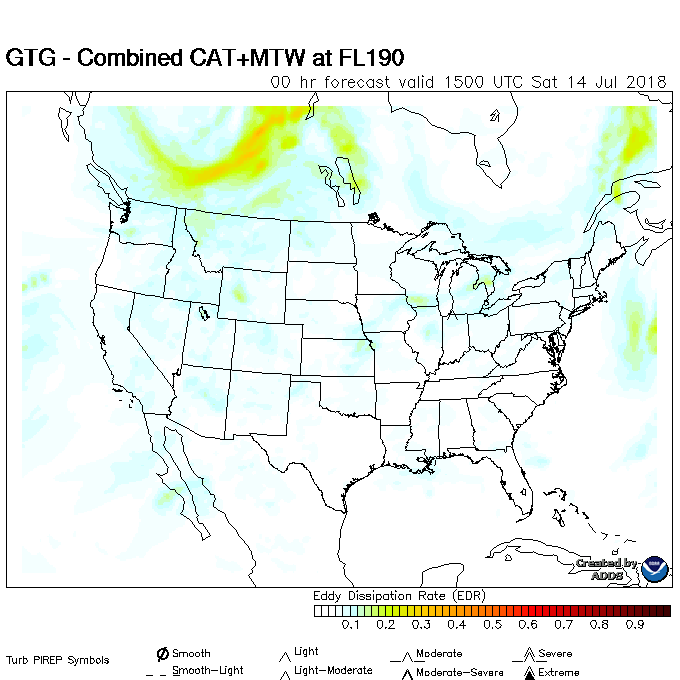 GTG - Combined CAT+MTW at FL190
00 hr forecast valid 1500 UTC Sat 14 Jul 2018
Created by
ADDS
Eddy Dissipation Rate (EDR)
0.1 0.2 0.3 0.4 0.5 0.6 0.7 0.8 0.9
Turb PIREP Symbols
Smooth Light Moderate Severe
Smooth-Light Light-Moderate Moderate-Severe Extreme